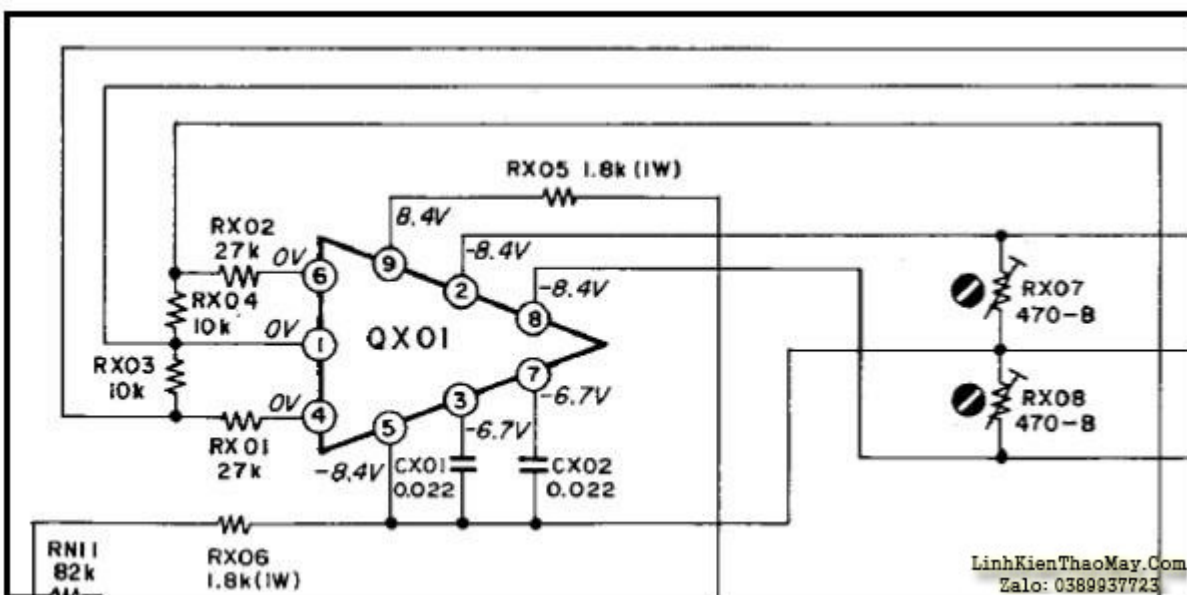 RX05 1.8k (1W)
8.4V
RX02
27k
0V
6
9
-8.4V
2
-8.4V
8
RX04
10k
0V
1
QX01
RX07
470-B
RX03
10k
7
-6.7V
RX08
470-B
0V
4
3
-6.7V
5
RX01
27k
-8.4V
CX01
0.022
CX02
0.022
RN11
82k
RX06
1.8k(1W)
LinhKienThaoMay.Com
Zalo: 0389937723